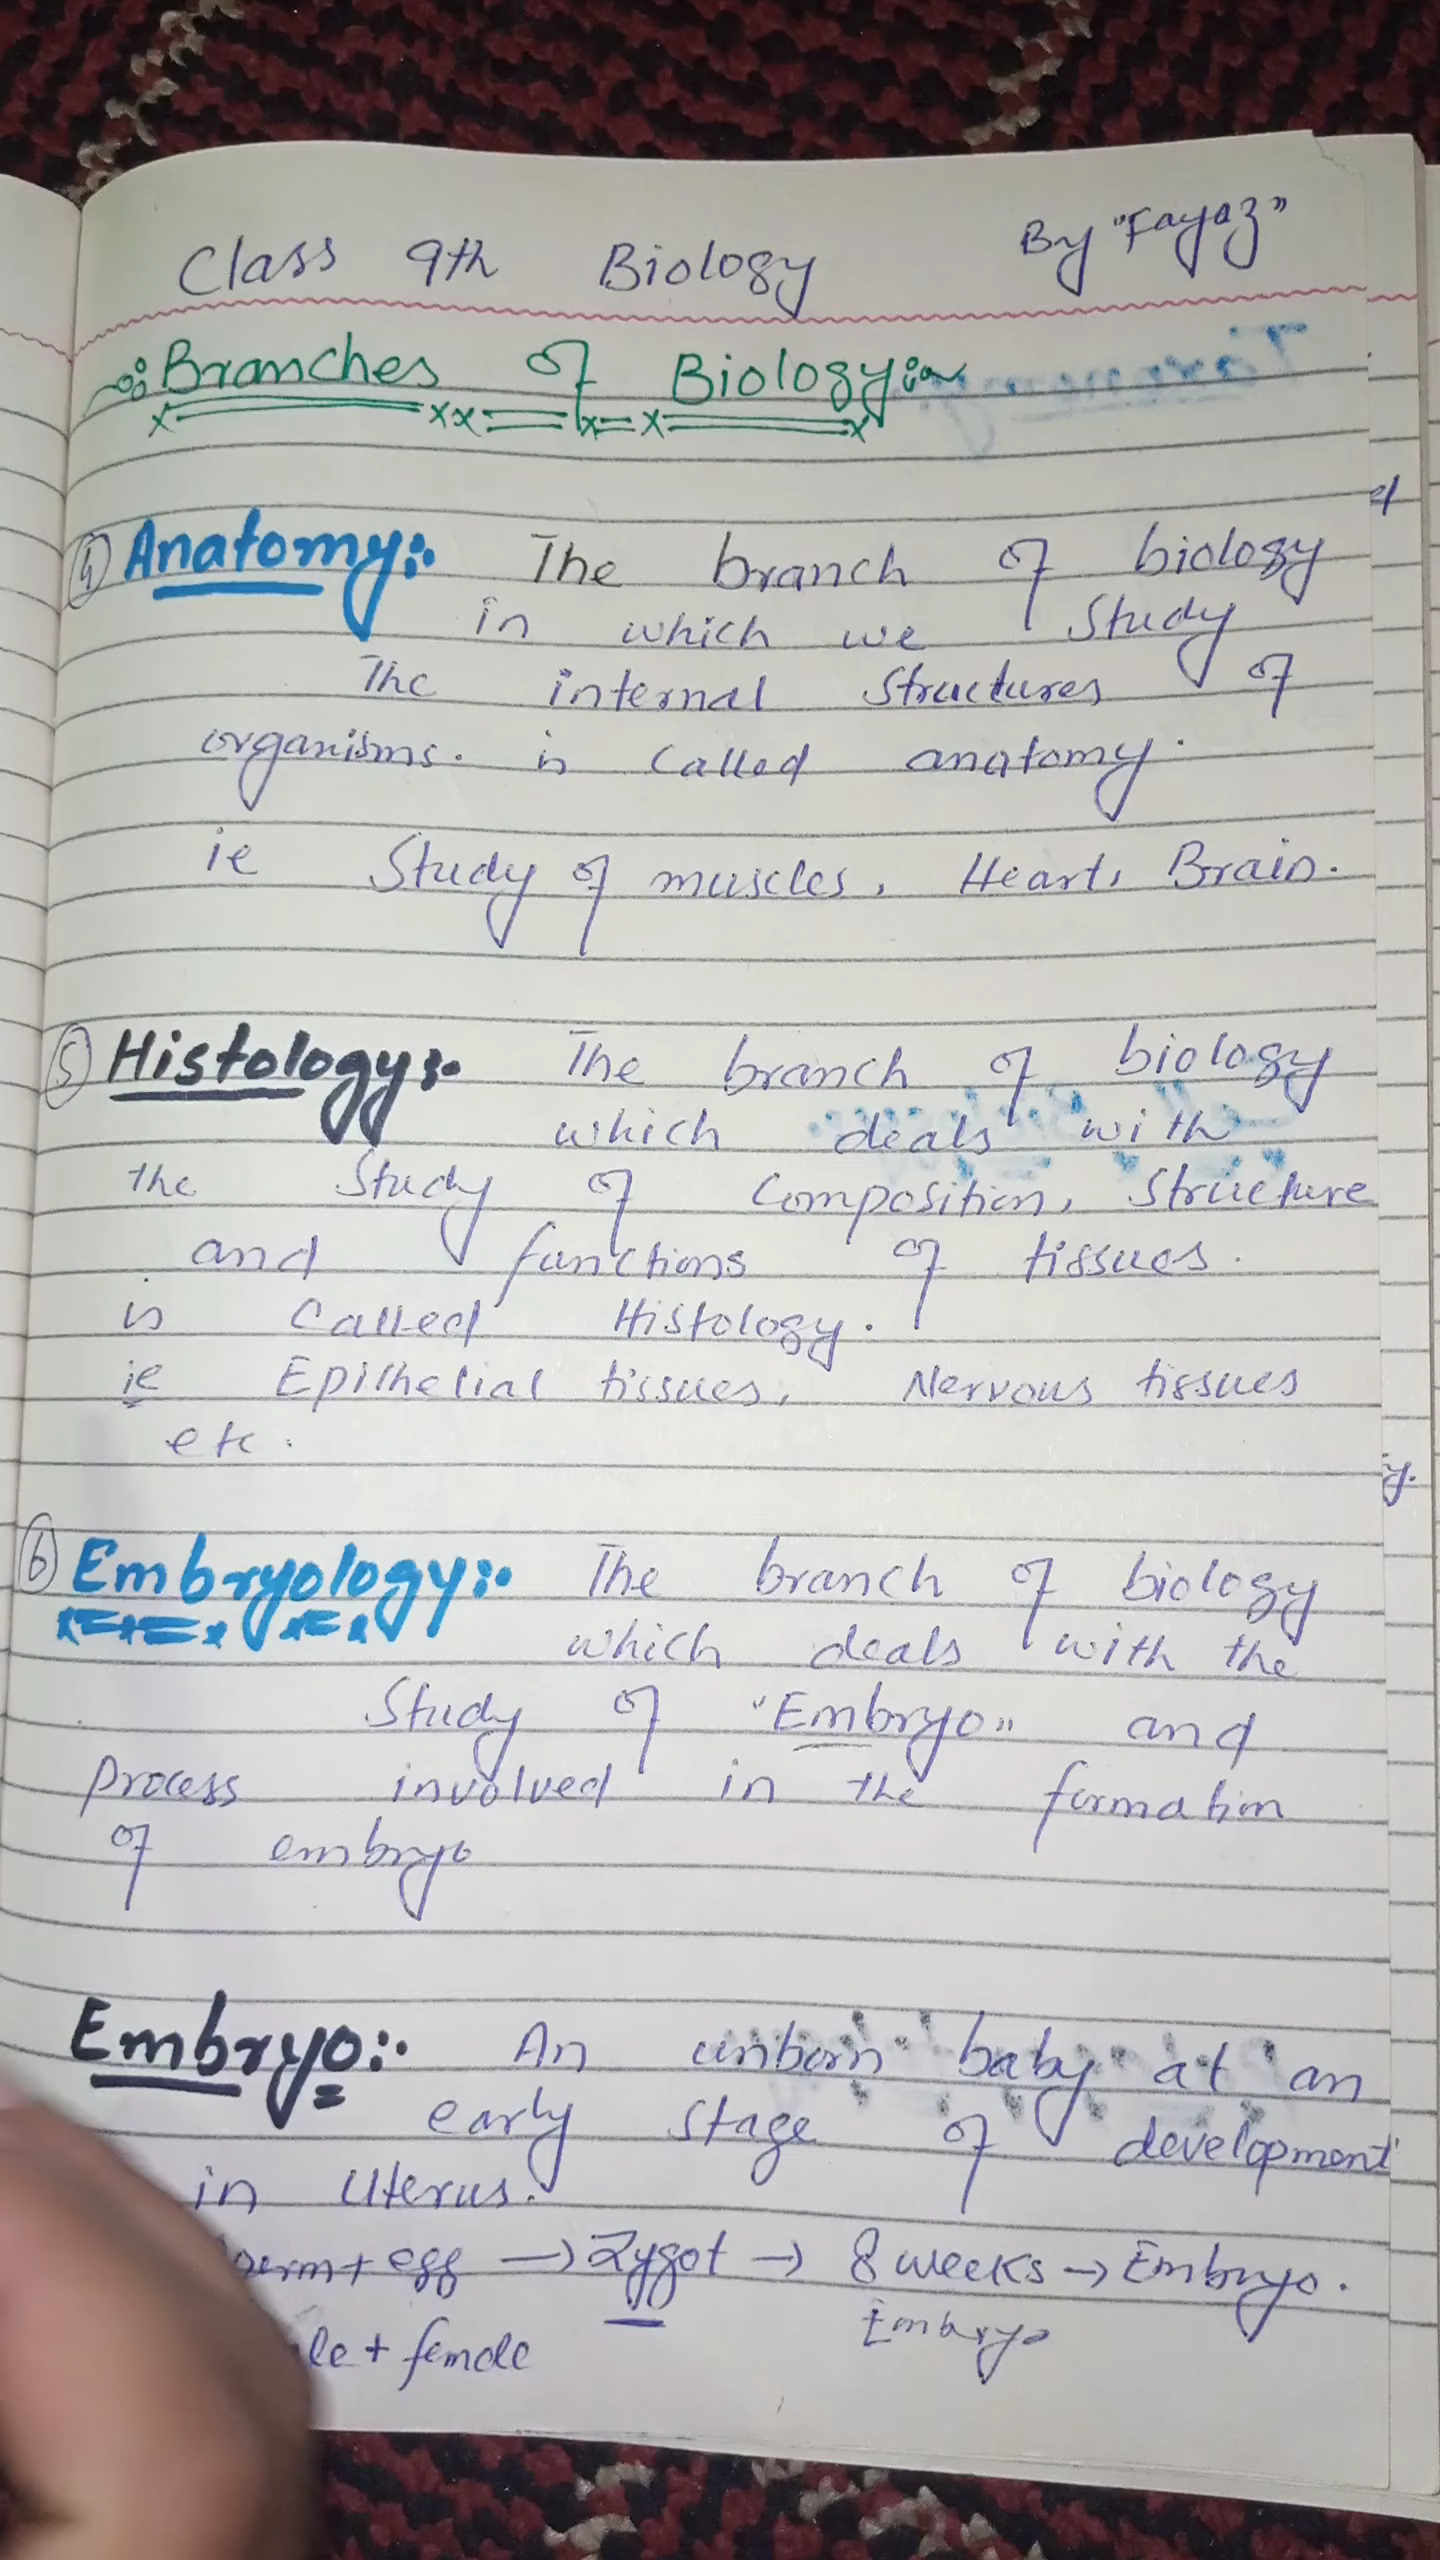 Class 9th Biology By "Fayaz"
Branches of Biology:~
4) Anatomy:- The branch of biology
in which we study
The internal structures of
organisms. is called anatomy.
ie Study of muscles, Heart, Brain.
5) Histology:- The branch of biology
which deals with
the study of composition, structure
and functions of tissues.
is called Histology.
ie Epithelial tissues, Nervous tissues
etc.
6) Embryology:- The branch of biology
which deals with the
Study of "Embryo" and
process involved in the formation
of embryo
Embryo:- An unborn baby at an
early stage of development
in Uterus.
perm + egg → Zygot → 8 weeks → Embryo.
Embryo
le + female